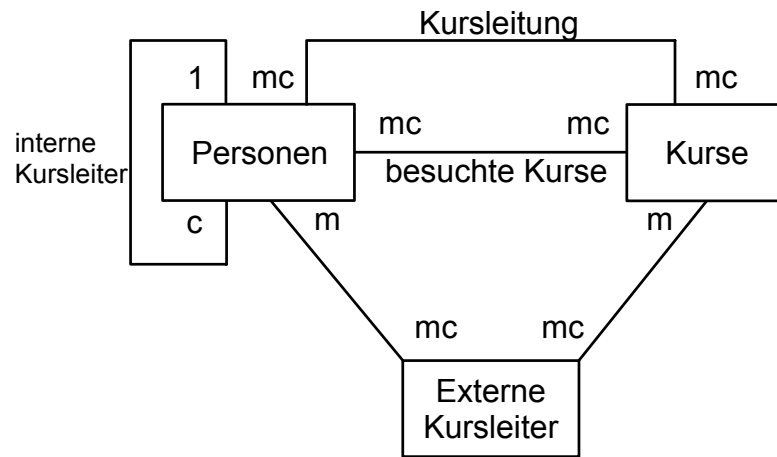 Kursleitung
1
mc
mc
mc
mc
interne
Kursleiter
Personen
Kurse
besuchte Kurse
c
m
m
mc
mc
Externe
Kursleiter